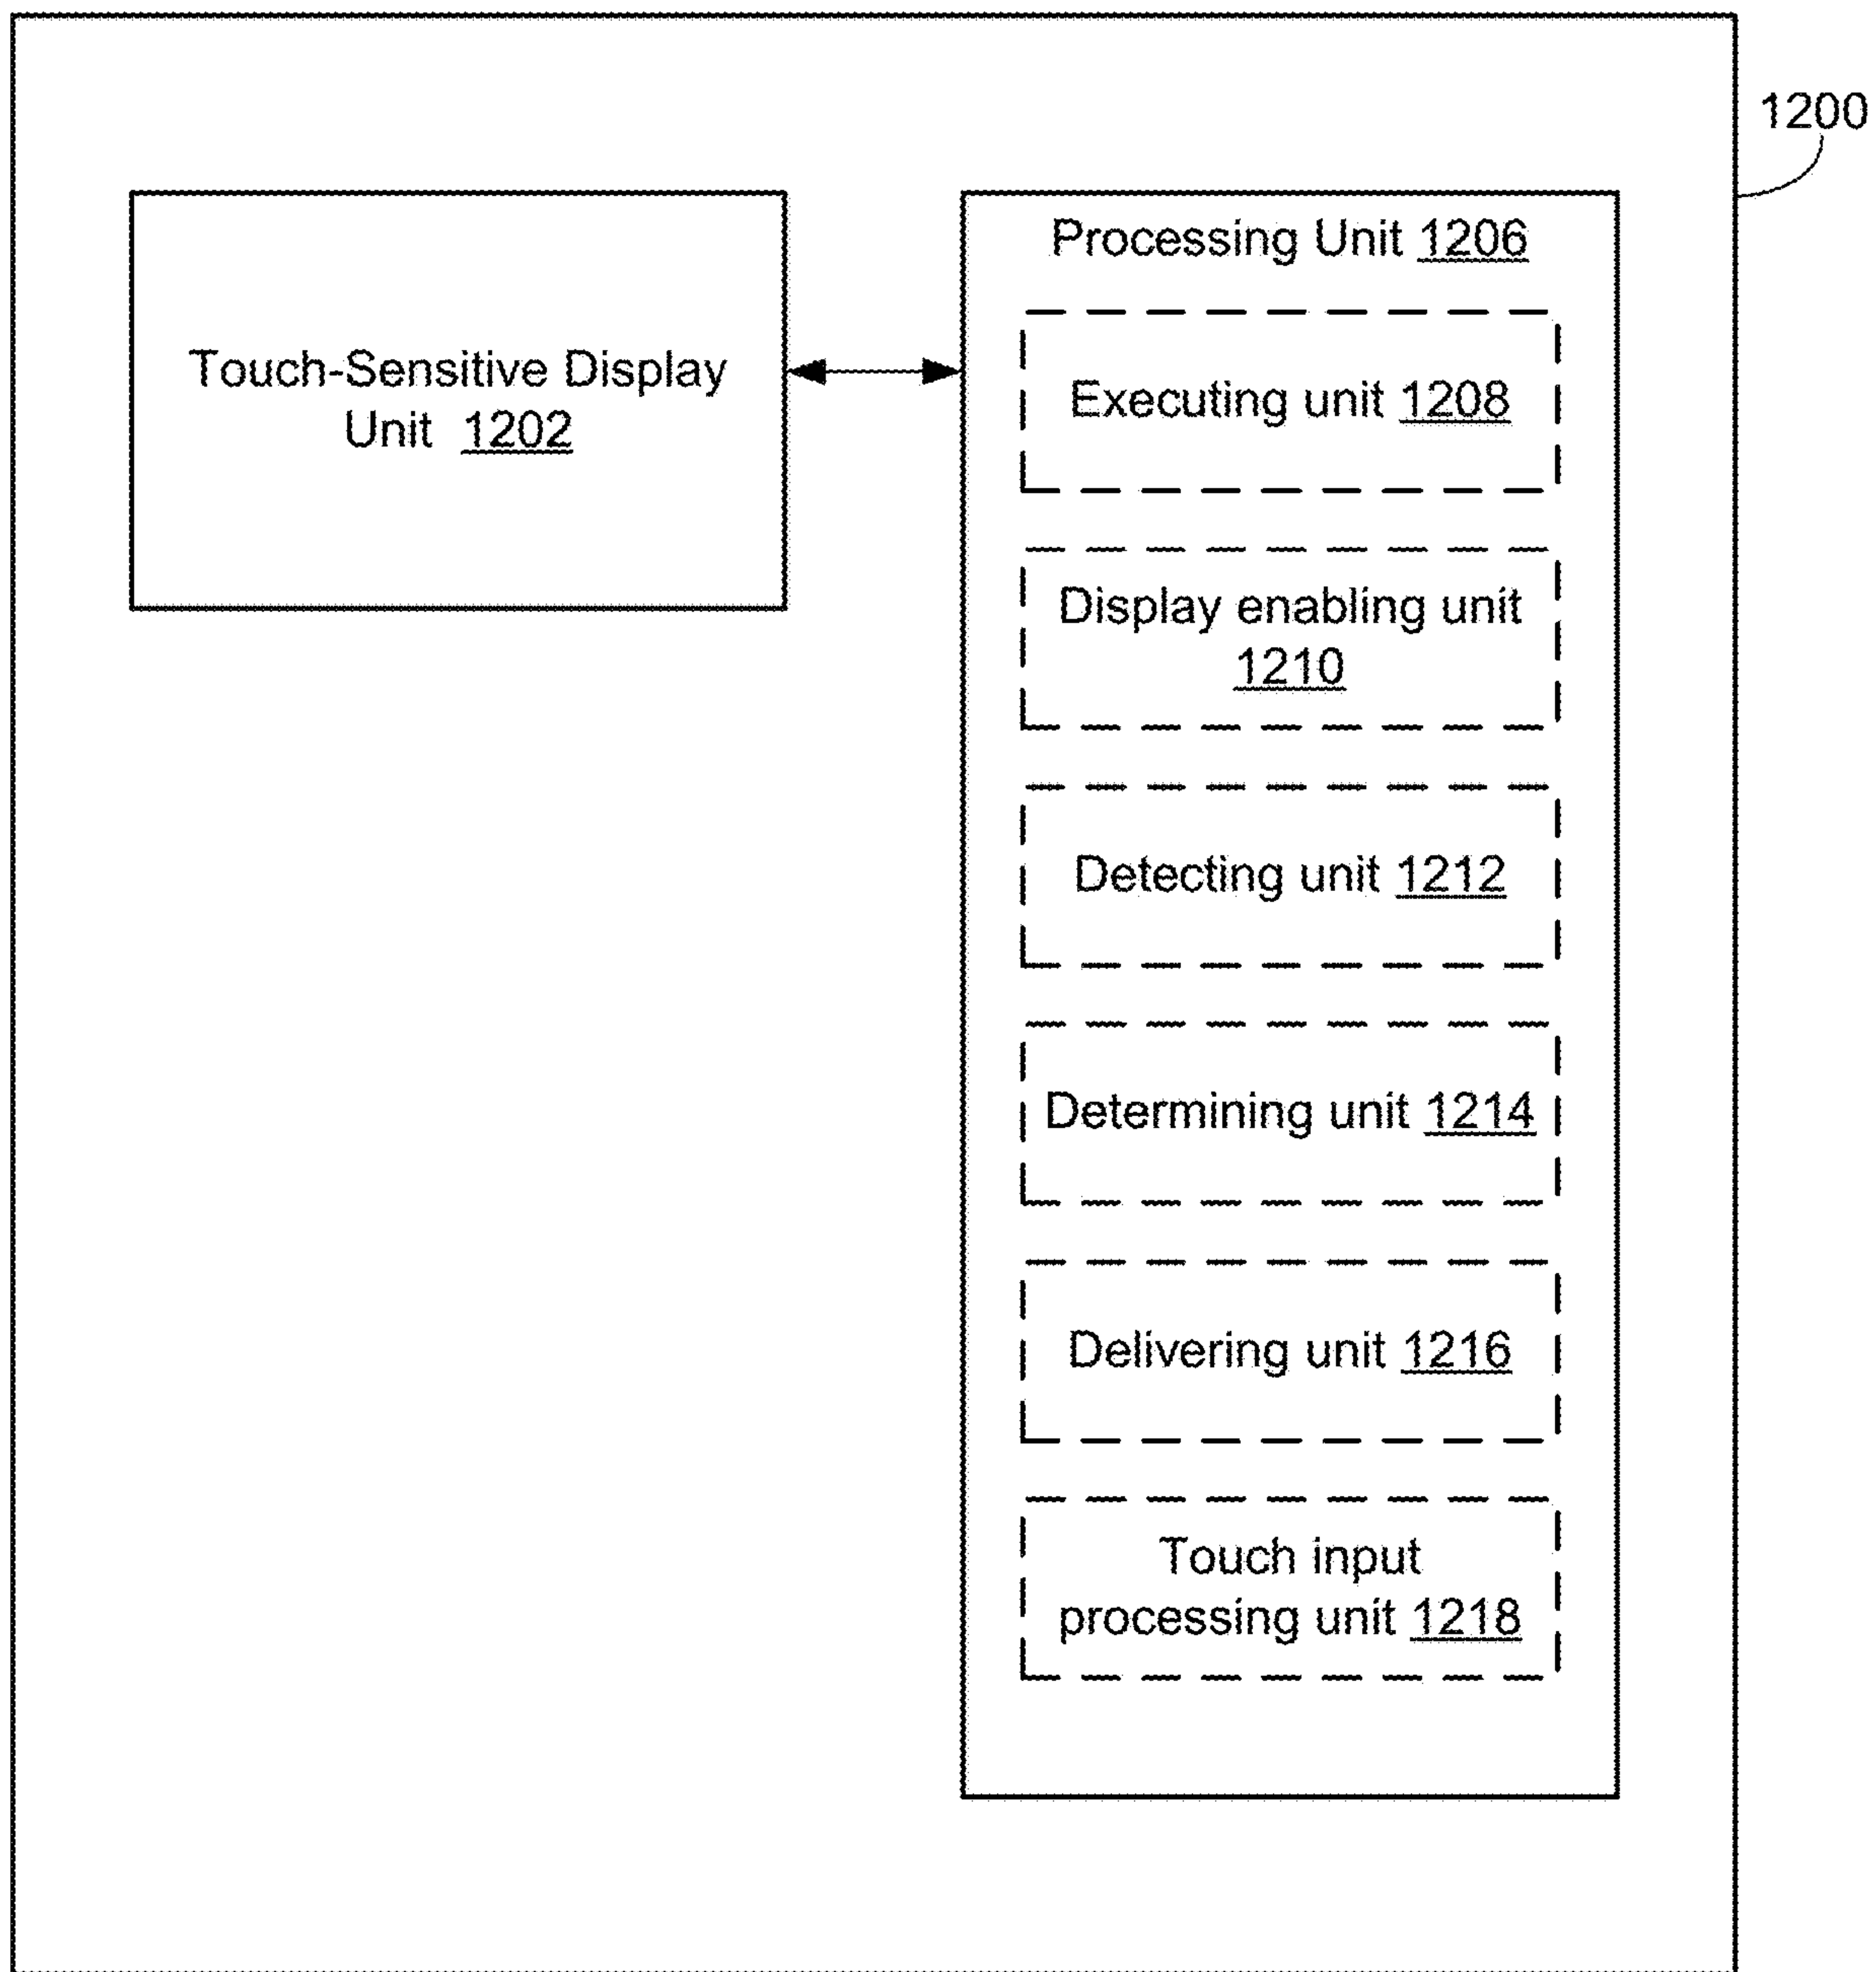 1200
Touch-Sensitive Display
Unit 1202
Processing Unit 1206
Executing unit 1208
Display enabling unit
1210
Detecting unit 1212
Determining unit 1214
Delivering unit 1216
Touch input
processing unit 1218